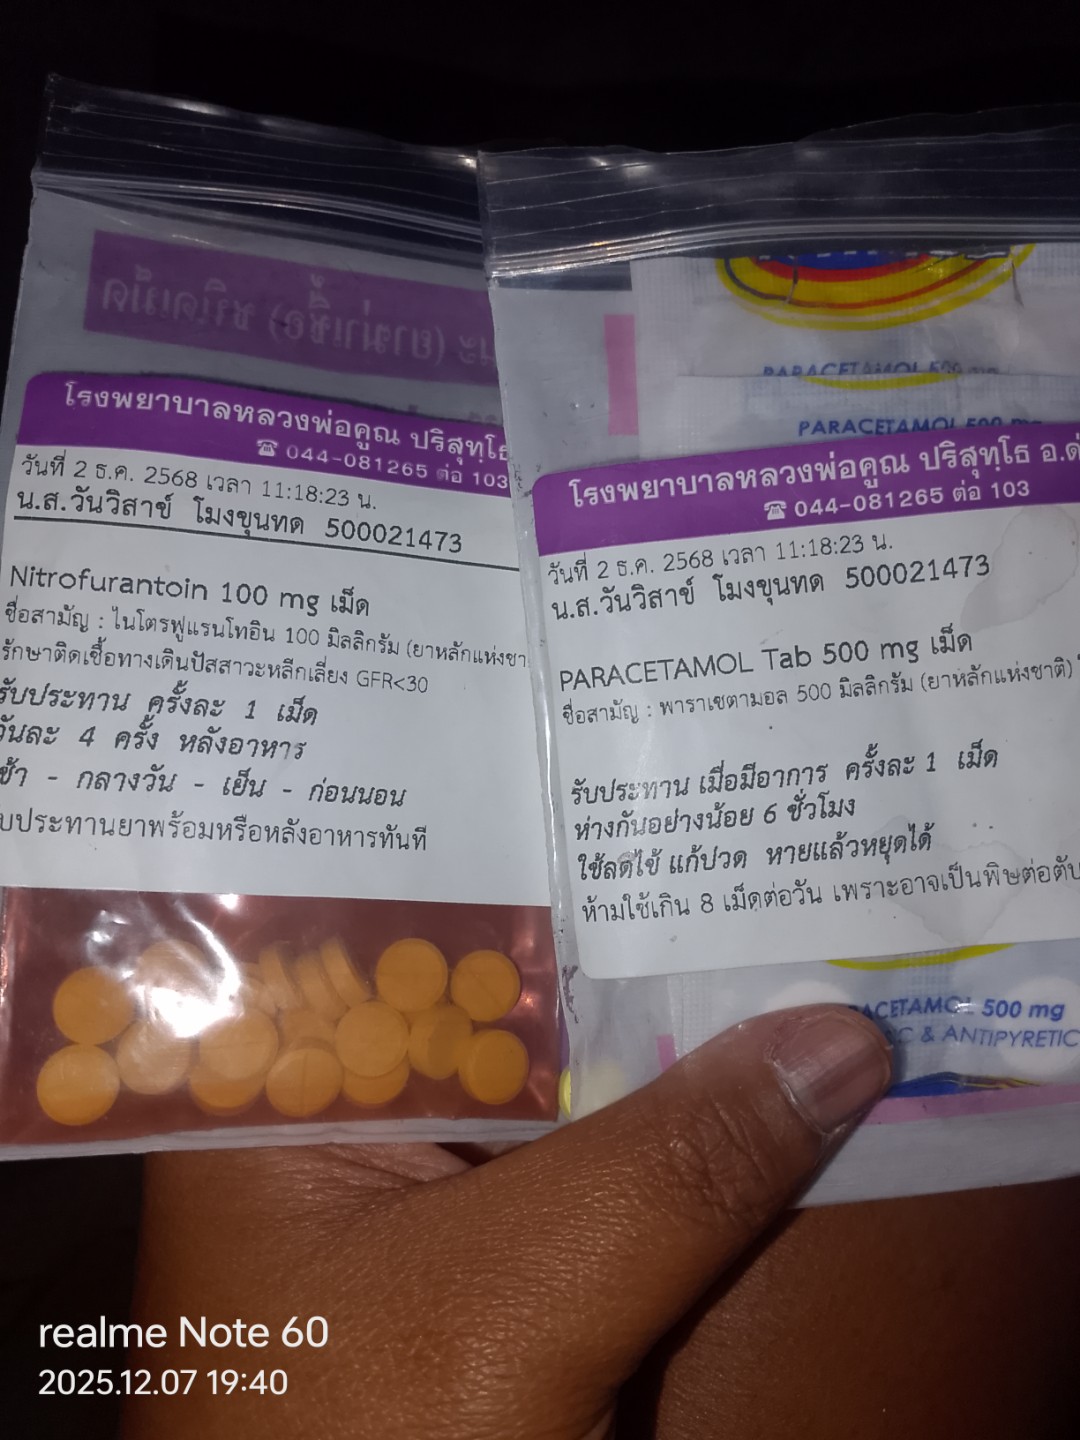 โรงพยาบาลหลวงพ่อคูณ ปริสุทฺโธ
☎ 044-081265 ต่อ 103
วันที่ 2 ธ.ค. 2568 เวลา 11:18:23 น.
น.ส.วันวิสาข์ โมงขุนทด 500021473
Nitrofurantoin 100 mg เม็ด
ชื่อสามัญ : ไนโตรฟูแรนโทอิน 100 มิลลิกรัม (ยาหลักแห่งชา
รักษาติดเชื้อทางเดินปัสสาวะหลีกเลี่ยง GFR<30
รับประทาน ครั้งละ 1 เม็ด
วันละ 4 ครั้ง หลังอาหาร
ช้า - กลางวัน - เย็น - ก่อนนอน
บประทานยาพร้อมหรือหลังอาหารทันที
PARACETAMOL 500 mg
PARACETAMOL 500 mg
โรงพยาบาลหลวงพ่อคูณ ปริสุทฺโธ อ.ด่
☎ 044-081265 ต่อ 103
วันที่ 2 ธ.ค. 2568 เวลา 11:18:23 น.
น.ส.วันวิสาข์ โมงขุนทด 500021473
PARACETAMOL Tab 500 mg เม็ด
ชื่อสามัญ : พาราเซตามอล 500 มิลลิกรัม (ยาหลักแห่งชาติ)
รับประทาน เมื่อมีอาการ ครั้งละ 1 เม็ด
ห่างกันอย่างน้อย 6 ชั่วโมง
ใช้ลดไข้ แก้ปวด หายแล้วหยุดได้
ห้ามใช้เกิน 8 เม็ดต่อวัน เพราะอาจเป็นพิษต่อตับ
ACETAMOL 500 mg
C & ANTIPYRETIC
realme Note 60
2025.12.07 19:40